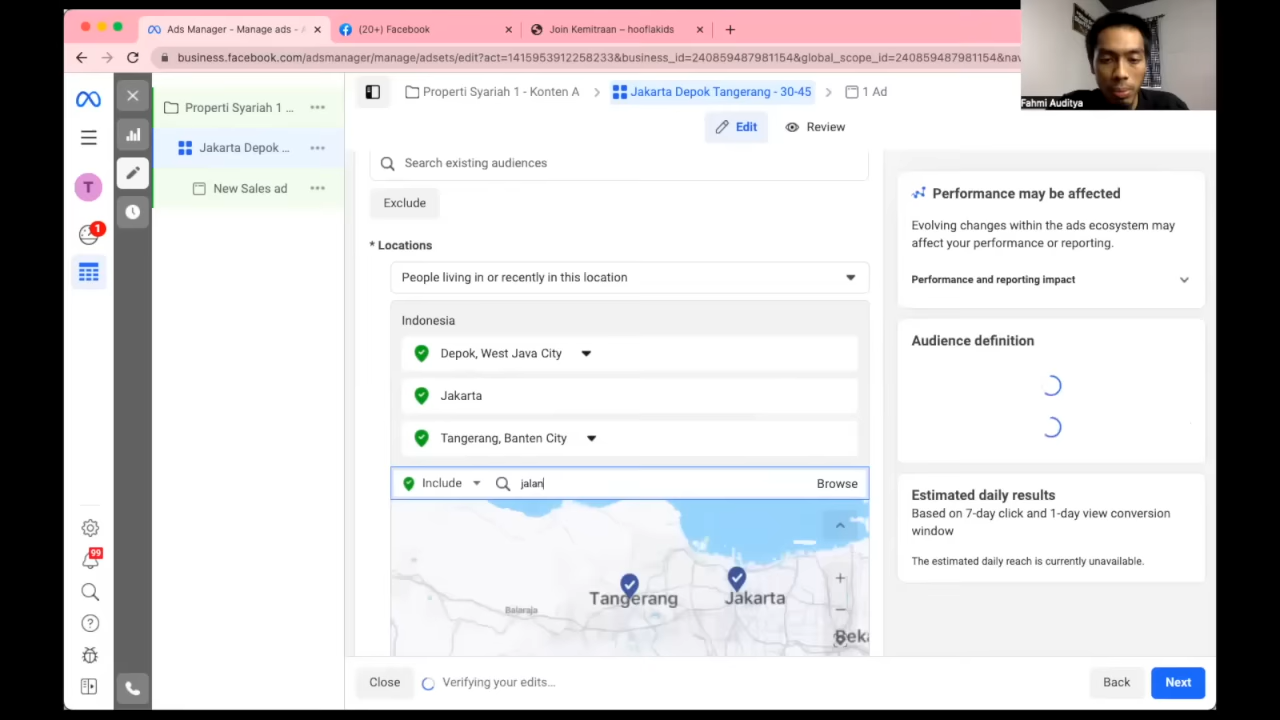 Ads Manager - Manage ads - A
(20+) Facebook
Join Kemitraan – hooflakids
business.facebook.com/adsmanager/manage/adsets/edit?act=1415953912258233&business_id=240859487981154&global_scope_id=240859487981154&nav
Fahmi Auditya
Properti Syariah 1 ...
Properti Syariah 1 - Konten A
Jakarta Depok Tangerang - 30-45
1 Ad
Edit
Review
Jakarta Depok ...
New Sales ad
T
1
99
Search existing audiences
Exclude
* Locations
People living in or recently in this location
Indonesia
Depok, West Java City
Jakarta
Tangerang, Banten City
Include
jalan
Browse
Balaraja
Tangerang
Jakarta
Beka
Performance may be affected
Evolving changes within the ads ecosystem may
affect your performance or reporting.
Performance and reporting impact
Audience definition
Estimated daily results
Based on 7-day click and 1-day view conversion
window
The estimated daily reach is currently unavailable.
Close
Verifying your edits...
Back
Next